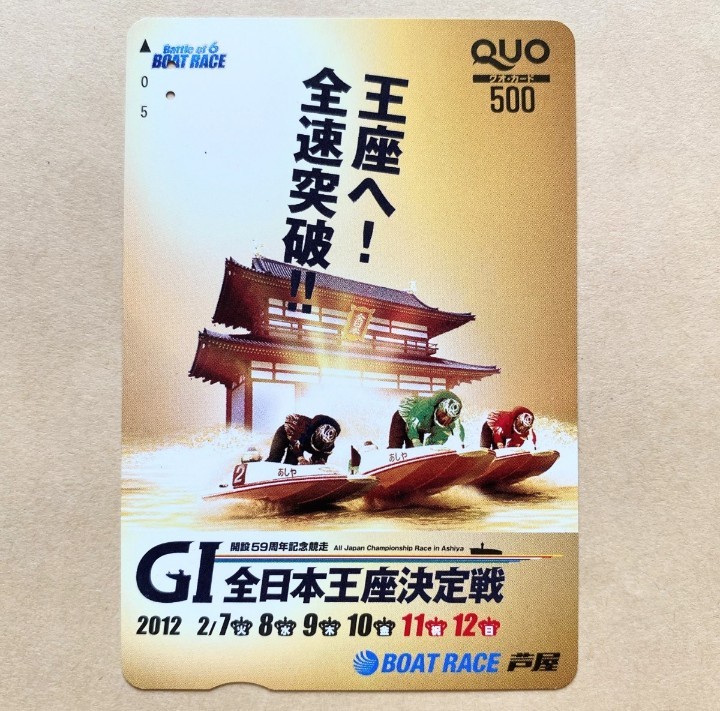 Battle of 6
BOAT RACE
0
5
QUO
クオ・カード
500
王座へ!
全速突破!!
2
あしや
あしや
開設59周年記念競走 All Japan Championship Race in Ashiya
GI 全日本王座決定戦
2012 2/7火 8水 9木 10金 11祝 12日
BOAT RACE 芦屋